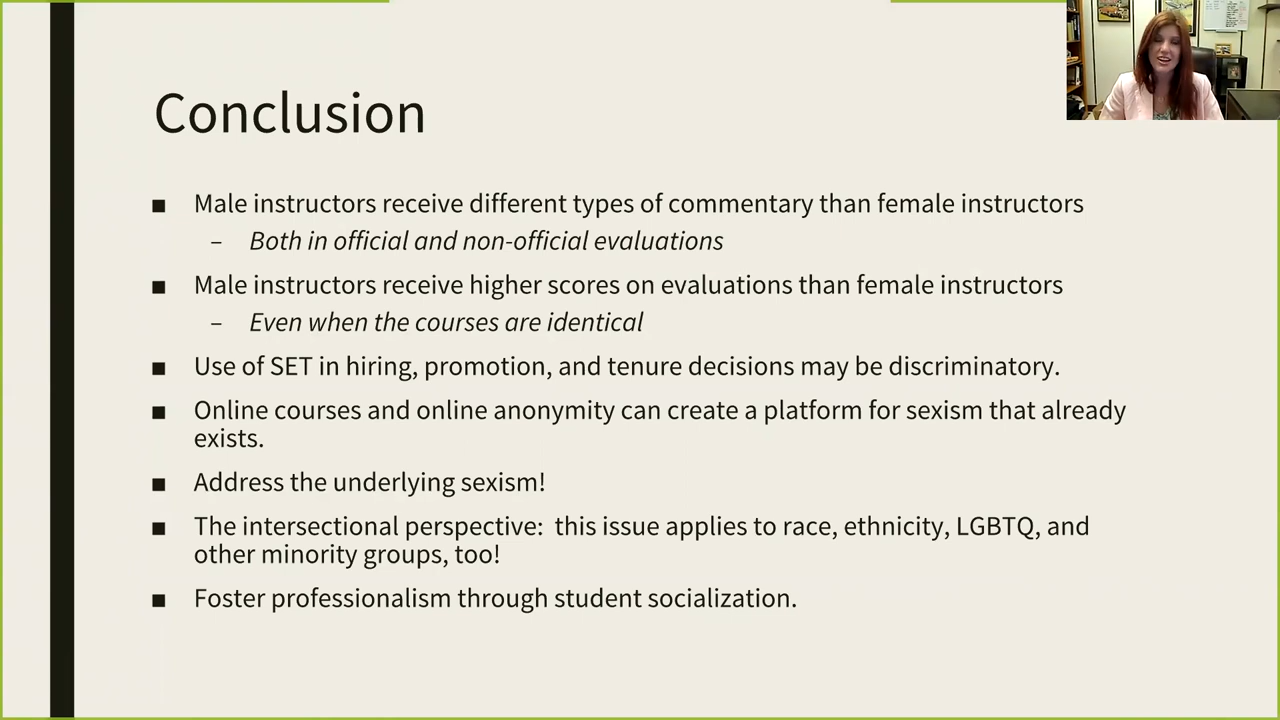 Conclusion
■ Male instructors receive different types of commentary than female instructors
– Both in official and non-official evaluations
■ Male instructors receive higher scores on evaluations than female instructors
– Even when the courses are identical
■ Use of SET in hiring, promotion, and tenure decisions may be discriminatory.
■ Online courses and online anonymity can create a platform for sexism that already
exists.
■ Address the underlying sexism!
■ The intersectional perspective:  this issue applies to race, ethnicity, LGBTQ, and
other minority groups, too!
■ Foster professionalism through student socialization.